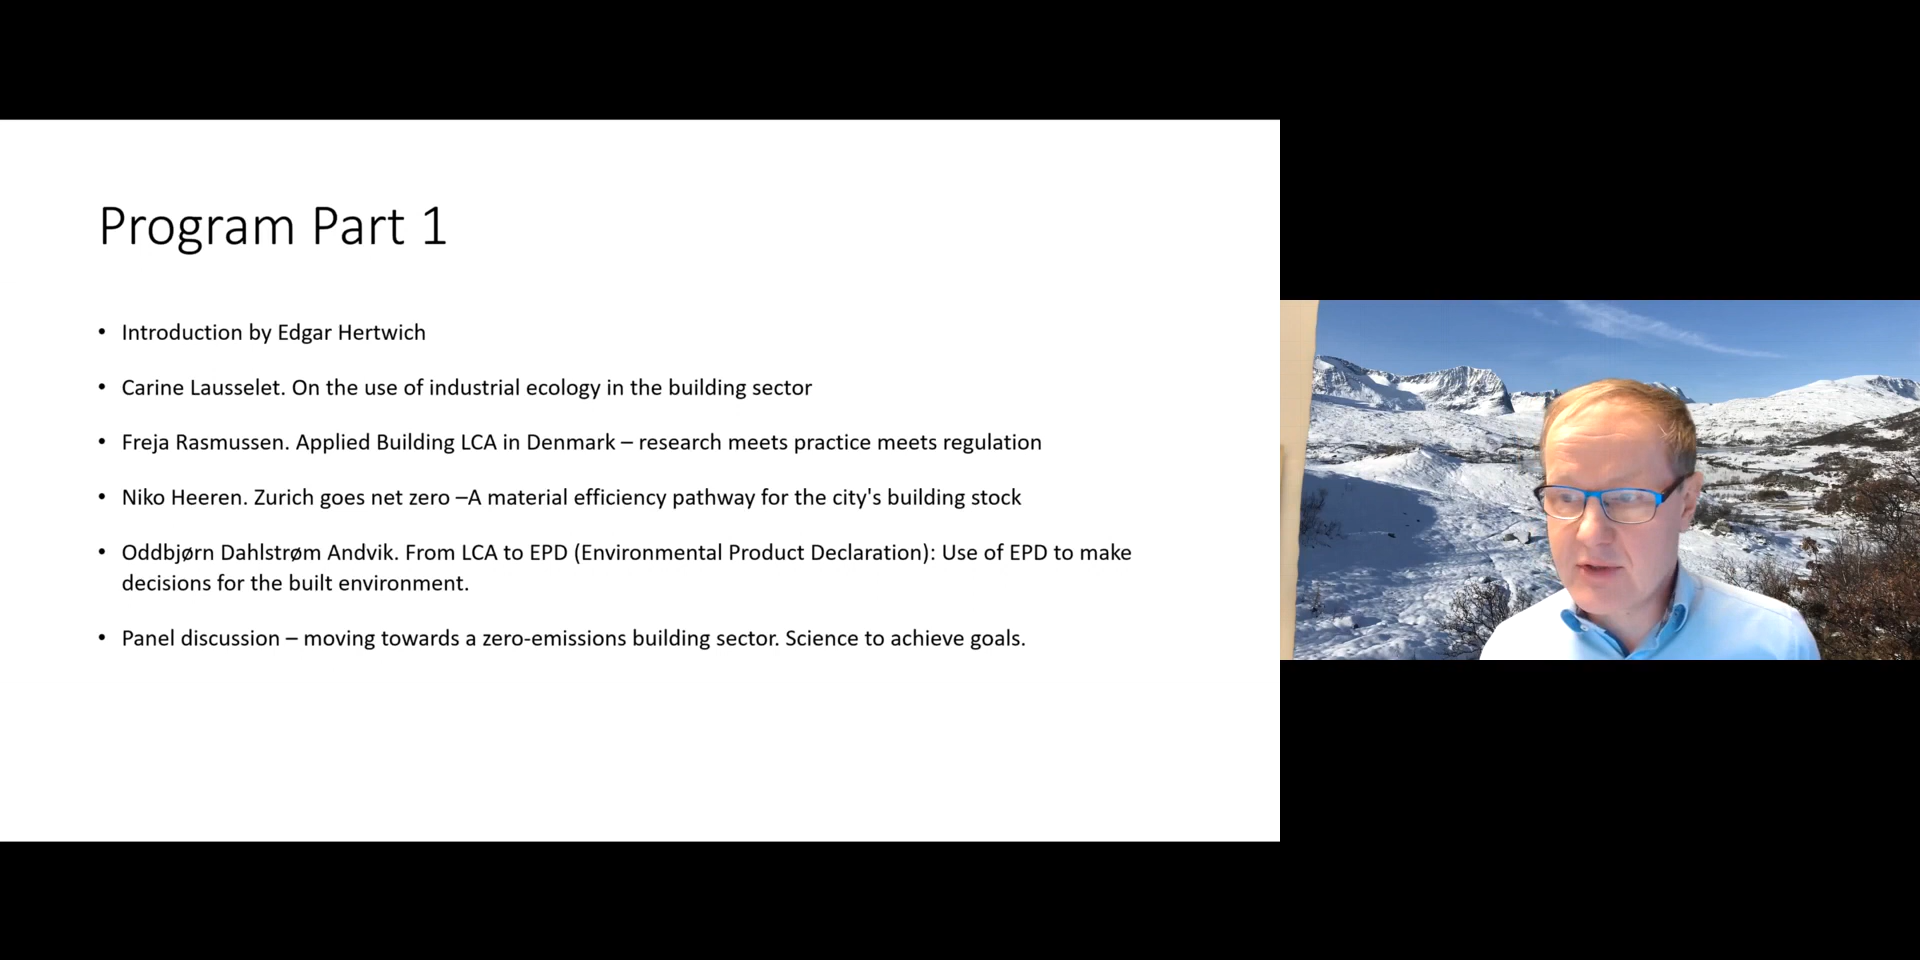 Program Part 1
• Introduction by Edgar Hertwich
• Carine Lausselet. On the use of industrial ecology in the building sector
• Freja Rasmussen. Applied Building LCA in Denmark – research meets practice meets regulation
• Niko Heeren. Zurich goes net zero –A material efficiency pathway for the city's building stock
• Oddbjørn Dahlstrøm Andvik. From LCA to EPD (Environmental Product Declaration): Use of EPD to make
decisions for the built environment.
• Panel discussion – moving towards a zero-emissions building sector. Science to achieve goals.